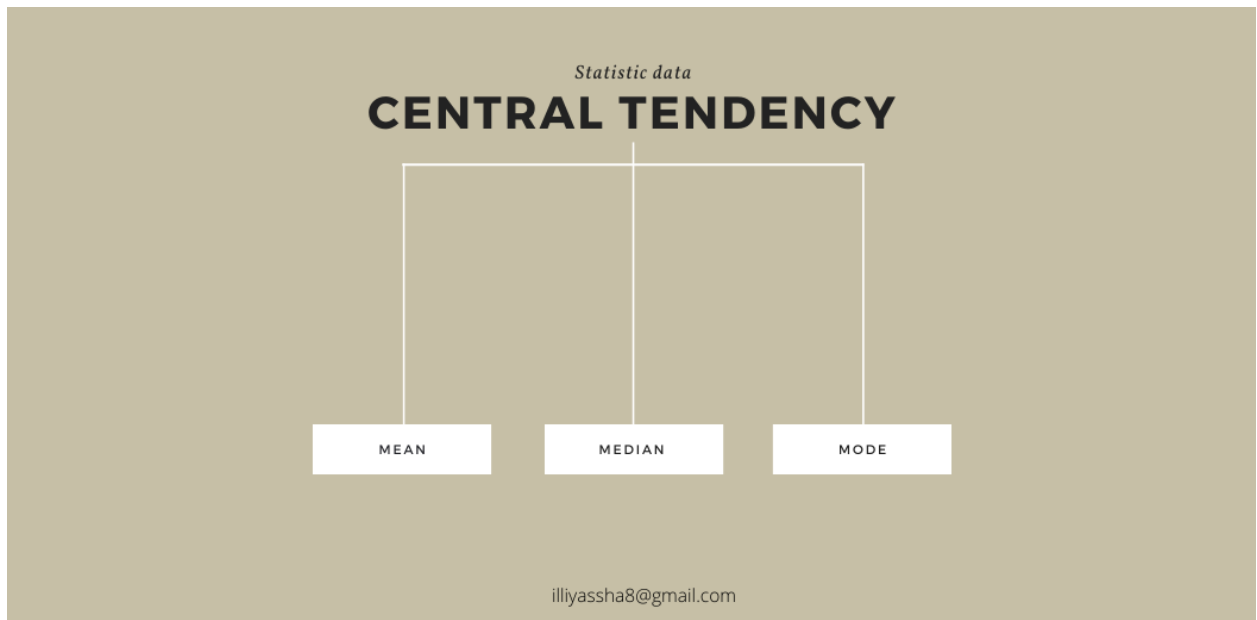 Statistic data
CENTRAL TENDENCY
MEAN
MEDIAN
MODE
illiyassha8@gmail.com